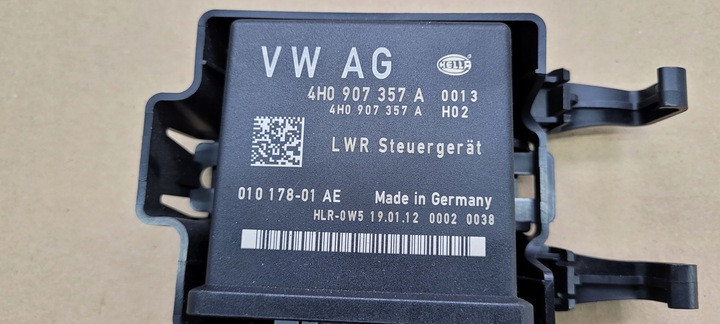 VW AG
HELLA
4H0 907 357 A 0013
4H0 907 357 A H02
LWR Steuergerät
010 178-01 AE Made in Germany
HLR-0W5 19.01.12 0002 0038